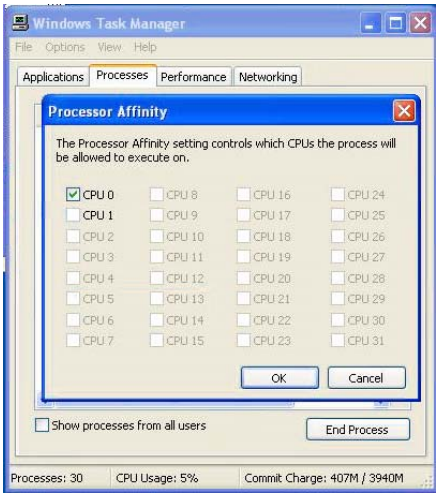 Windows Task Manager
File Options View Help
Applications Processes Performance Networking
Processor Affinity
The Processor Affinity setting controls which CPUs the process will
be allowed to execute on.
CPU 0 CPU 8 CPU 16 CPU 24
CPU 1 CPU 9 CPU 17 CPU 25
CPU 2 CPU 10 CPU 18 CPU 26
CPU 3 CPU 11 CPU 19 CPU 27
CPU 4 CPU 12 CPU 20 CPU 28
CPU 5 CPU 13 CPU 21 CPU 29
CPU 6 CPU 14 CPU 22 CPU 30
CPU 7 CPU 15 CPU 23 CPU 31
OK Cancel
Show processes from all users End Process
Processes: 30 CPU Usage: 5% Commit Charge: 407M / 3940M